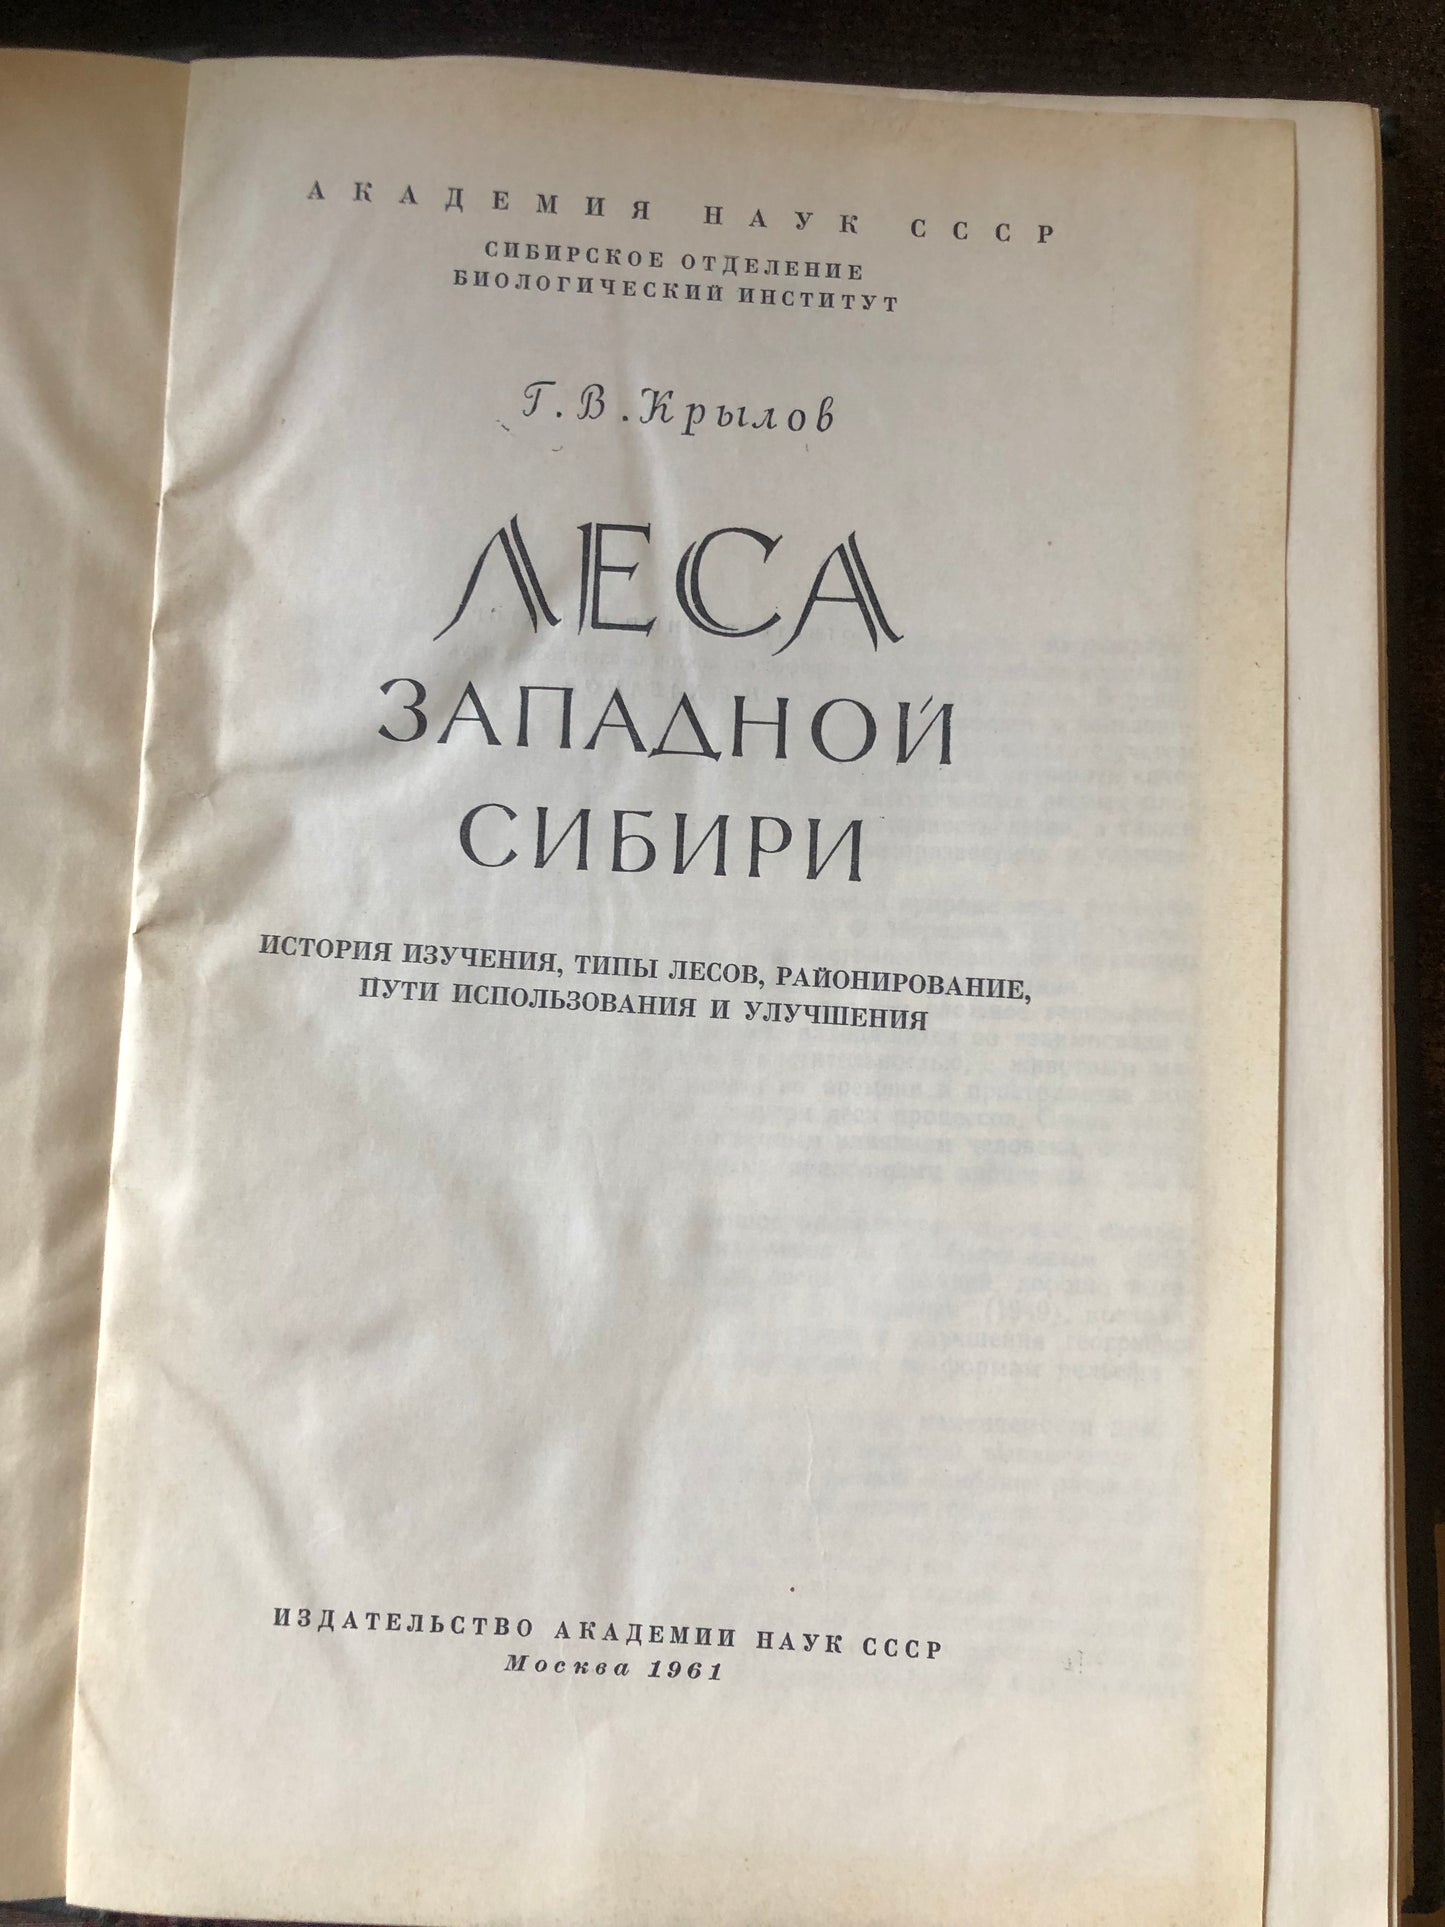 АКАДЕМИЯ НАУК СССР
СИБИРСКОЕ ОТДЕЛЕНИЕ
БИОЛОГИЧЕСКИЙ ИНСТИТУТ
Г.В.Крылов
ЛЕСА
ЗАПАДНОЙ
СИБИРИ
ИСТОРИЯ ИЗУЧЕНИЯ, ТИПЫ ЛЕСОВ, РАЙОНИРОВАНИЕ,
ПУТИ ИСПОЛЬЗОВАНИЯ И УЛУЧШЕНИЯ
ИЗДАТЕЛЬСТВО АКАДЕМИИ НАУК СССР
Москва 1961